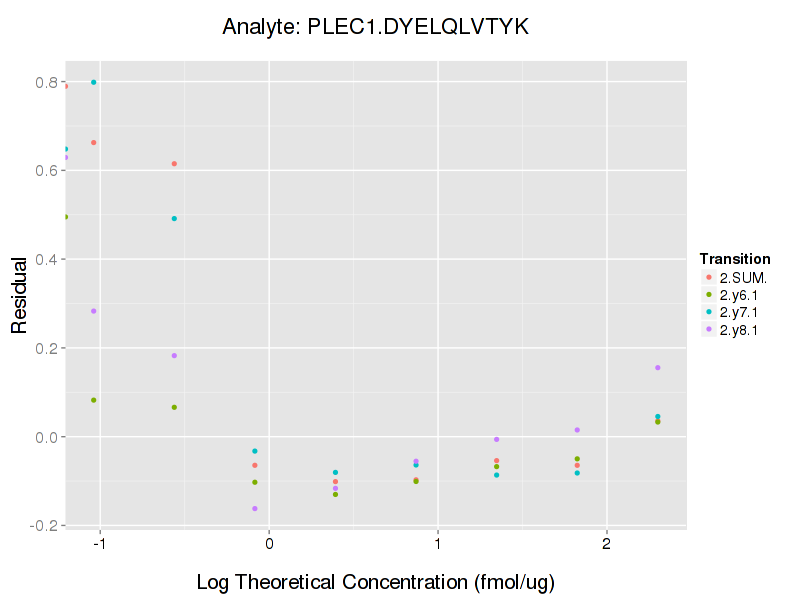 Analyte: PLEC1.DYELQLVTYK
Residual
0.8
0.6
0.4
0.2
0.0
-0.2
-1 0 1 2
Log Theoretical Concentration (fmol/ug)
Transition
2.SUM.
2.y6.1
2.y7.1
2.y8.1